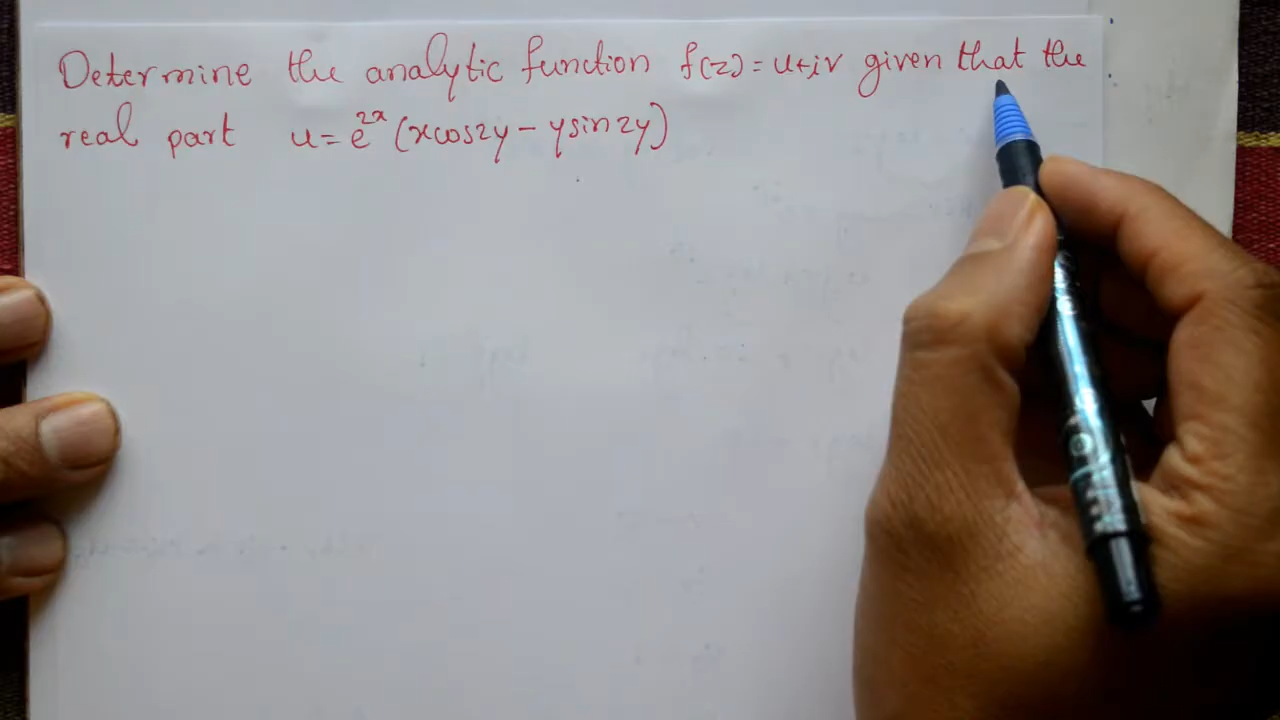 Determine the analytic function f(z) = u+iv given that the
real part u = e^{2x} (xcos2y - ysin2y)